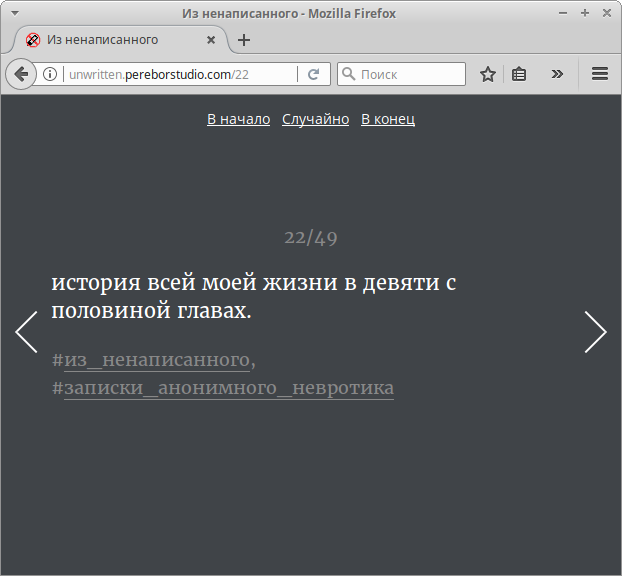 Из ненаписанного - Mozilla Firefox
Из ненаписанного
unwritten.pereborstudio.com/22
Поиск
В начало Случайно В конец
22/49
история всей моей жизни в девяти с
половиной главах.
#из_ненаписанного,
#записки_анонимного_невротика